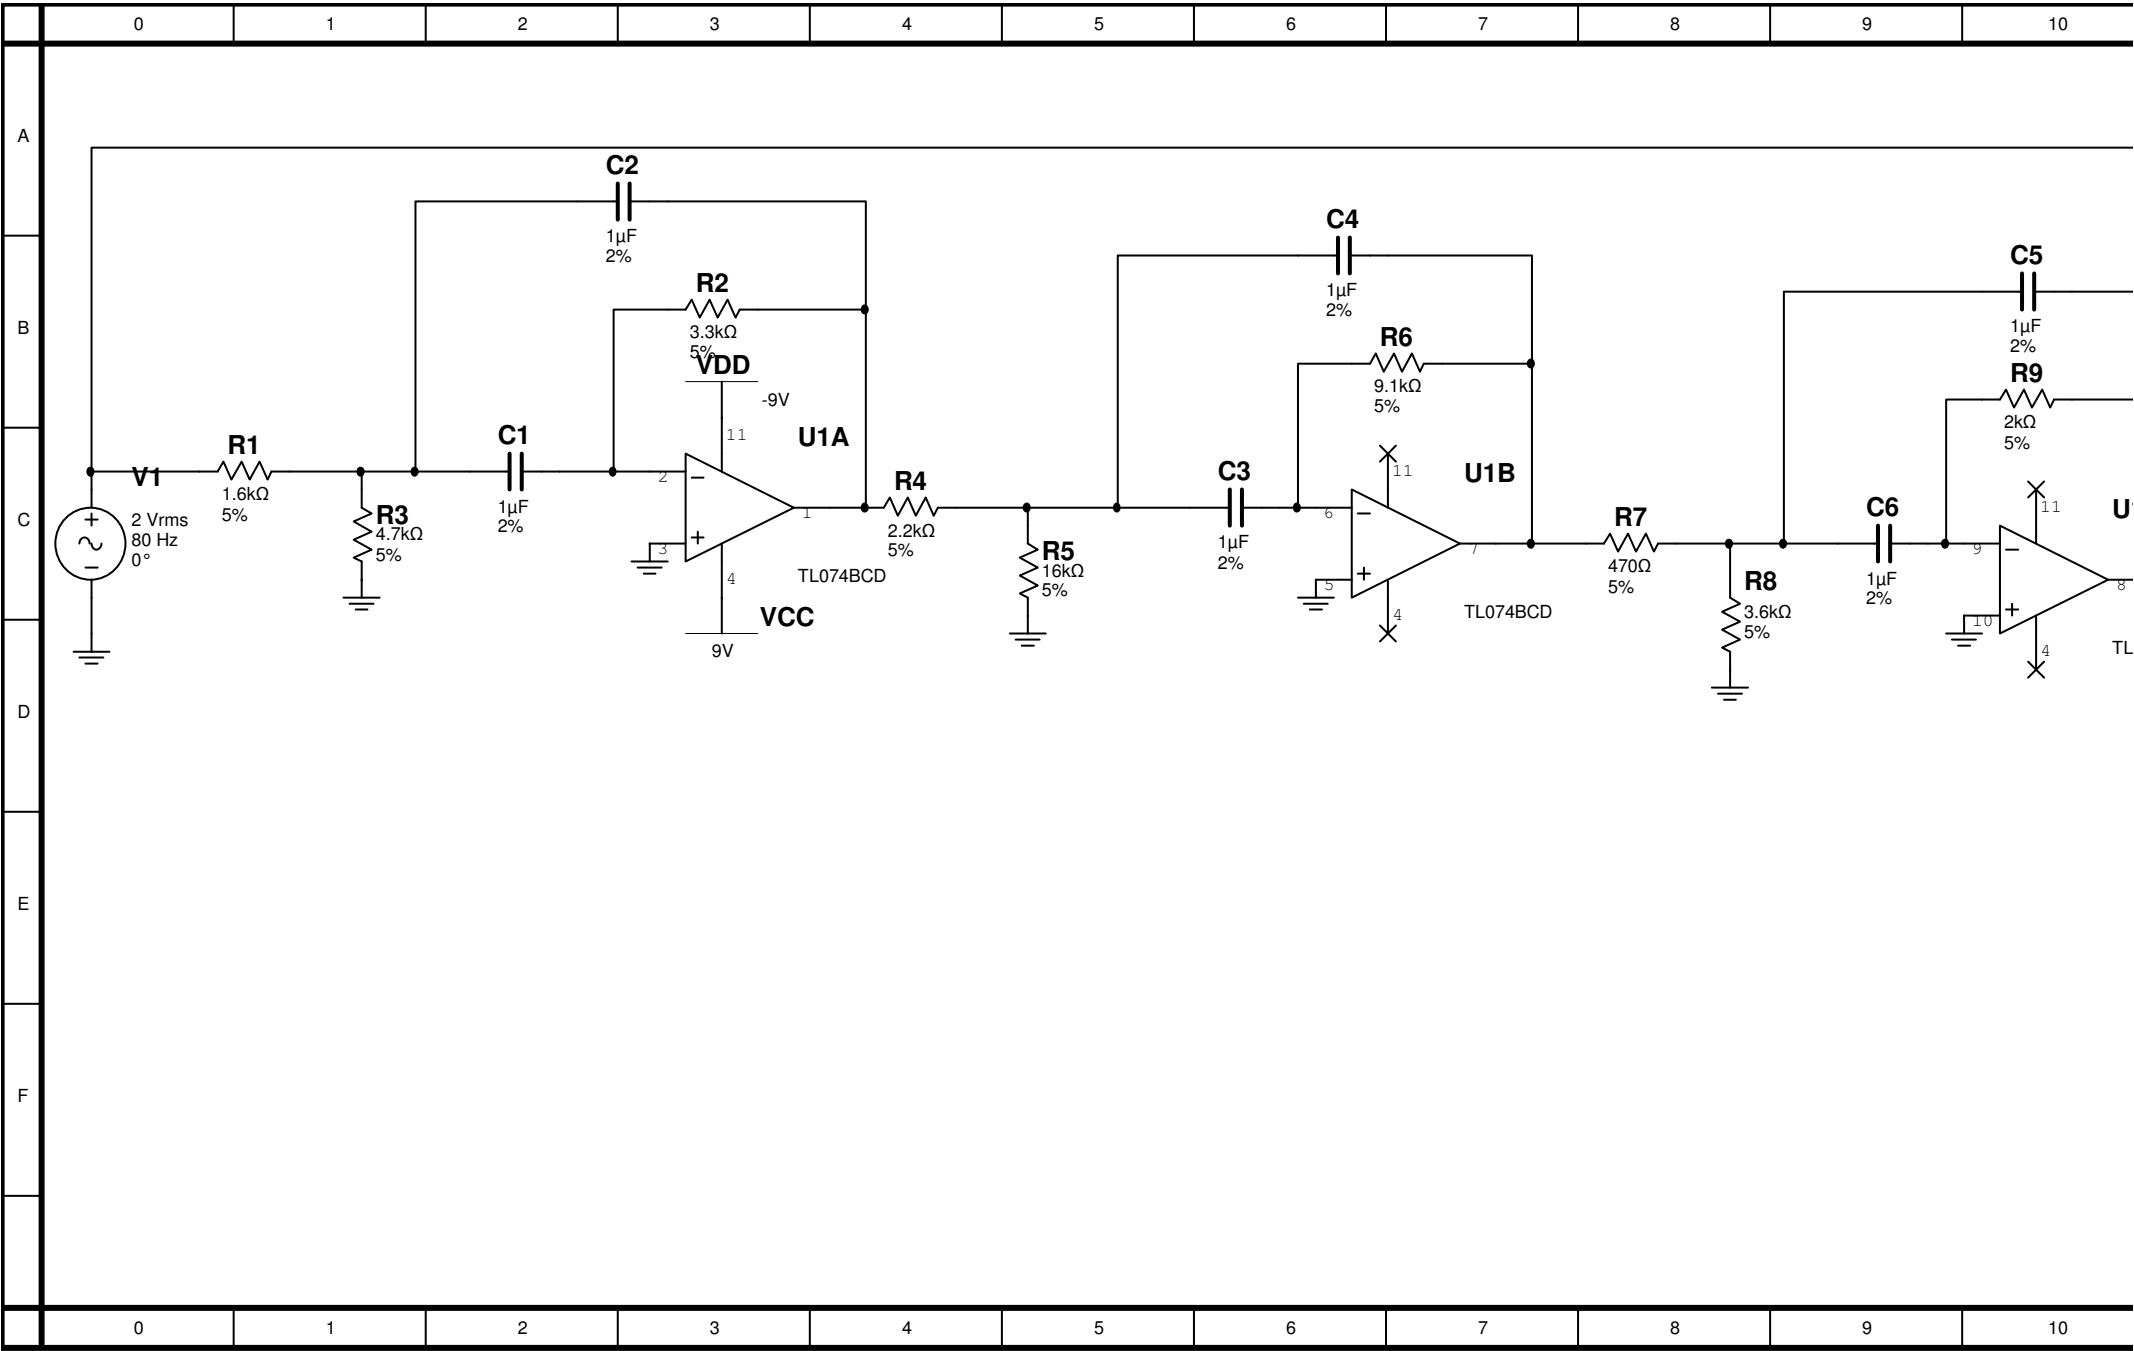 0 1 2 3 4 5 6 7 8 9 10
A
C2
1µF
2%
C4
1µF
2%
B
R2
3.3kΩ
5%
VDD
-9V
R6
9.1kΩ
5%
C5
1µF
2%
R9
2kΩ
5%
C
V1
2 Vrms
80 Hz
0°
R1
1.6kΩ
5%
R3
4.7kΩ
5%
C1
1µF
2%
11
U1A
2
3
1
4
TL074BCD
VCC
9V
R4
2.2kΩ
5%
R5
16kΩ
5%
C3
1µF
2%
11
U1B
6
5
7
4
TL074BCD
R7
470Ω
5%
R8
3.6kΩ
5%
C6
1µF
2%
11
9
10
8
4
TL
D
E
F
0 1 2 3 4 5 6 7 8 9 10